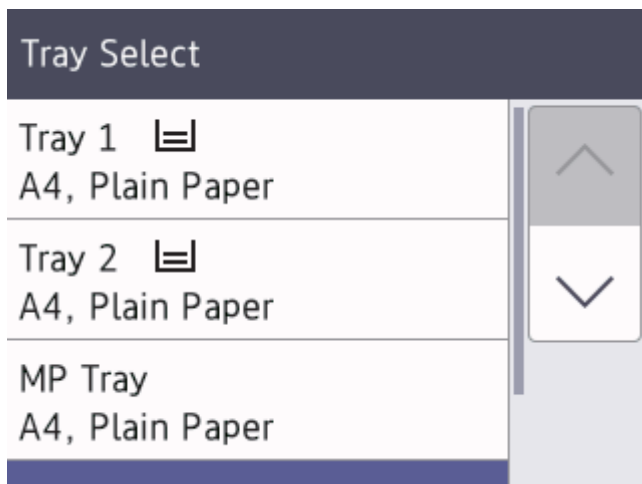 Tray Select
Tray 1
A4, Plain Paper
Tray 2
A4, Plain Paper
MP Tray
A4, Plain Paper